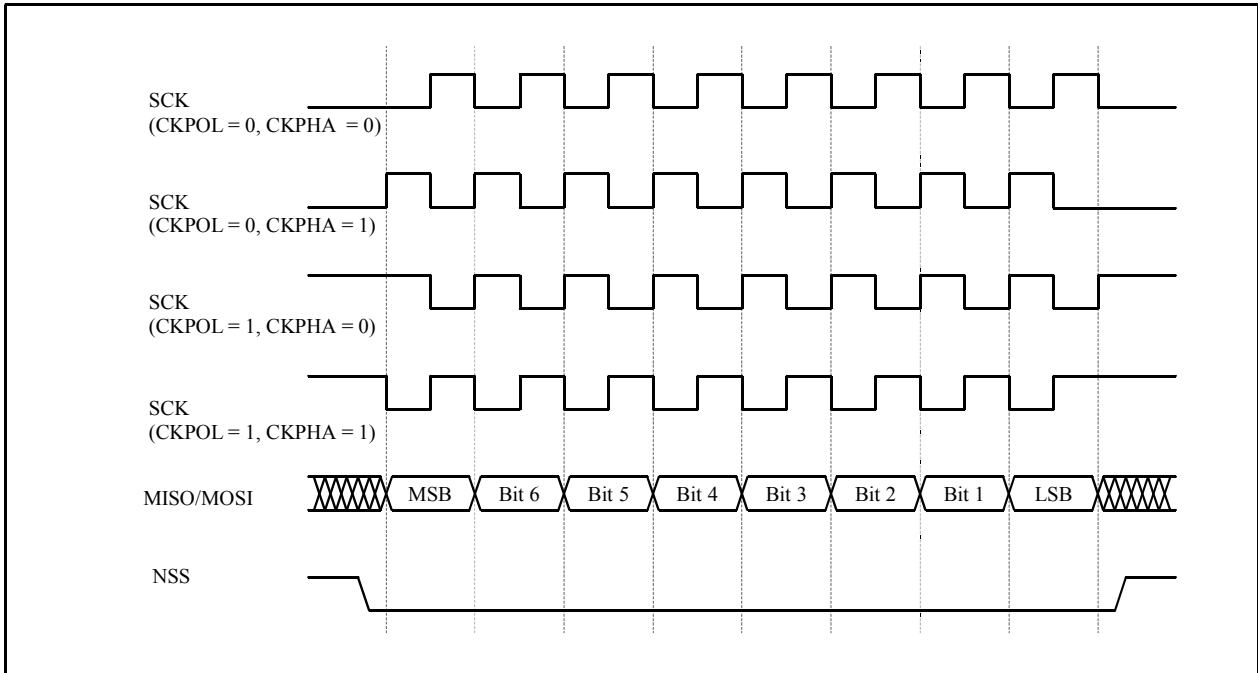 SCK
(CKPOL = 0, CKPHA = 0)
SCK
(CKPOL = 0, CKPHA = 1)
SCK
(CKPOL = 1, CKPHA = 0)
SCK
(CKPOL = 1, CKPHA = 1)
MISO/MOSI MSB Bit 6 Bit 5 Bit 4 Bit 3 Bit 2 Bit 1 LSB
NSS